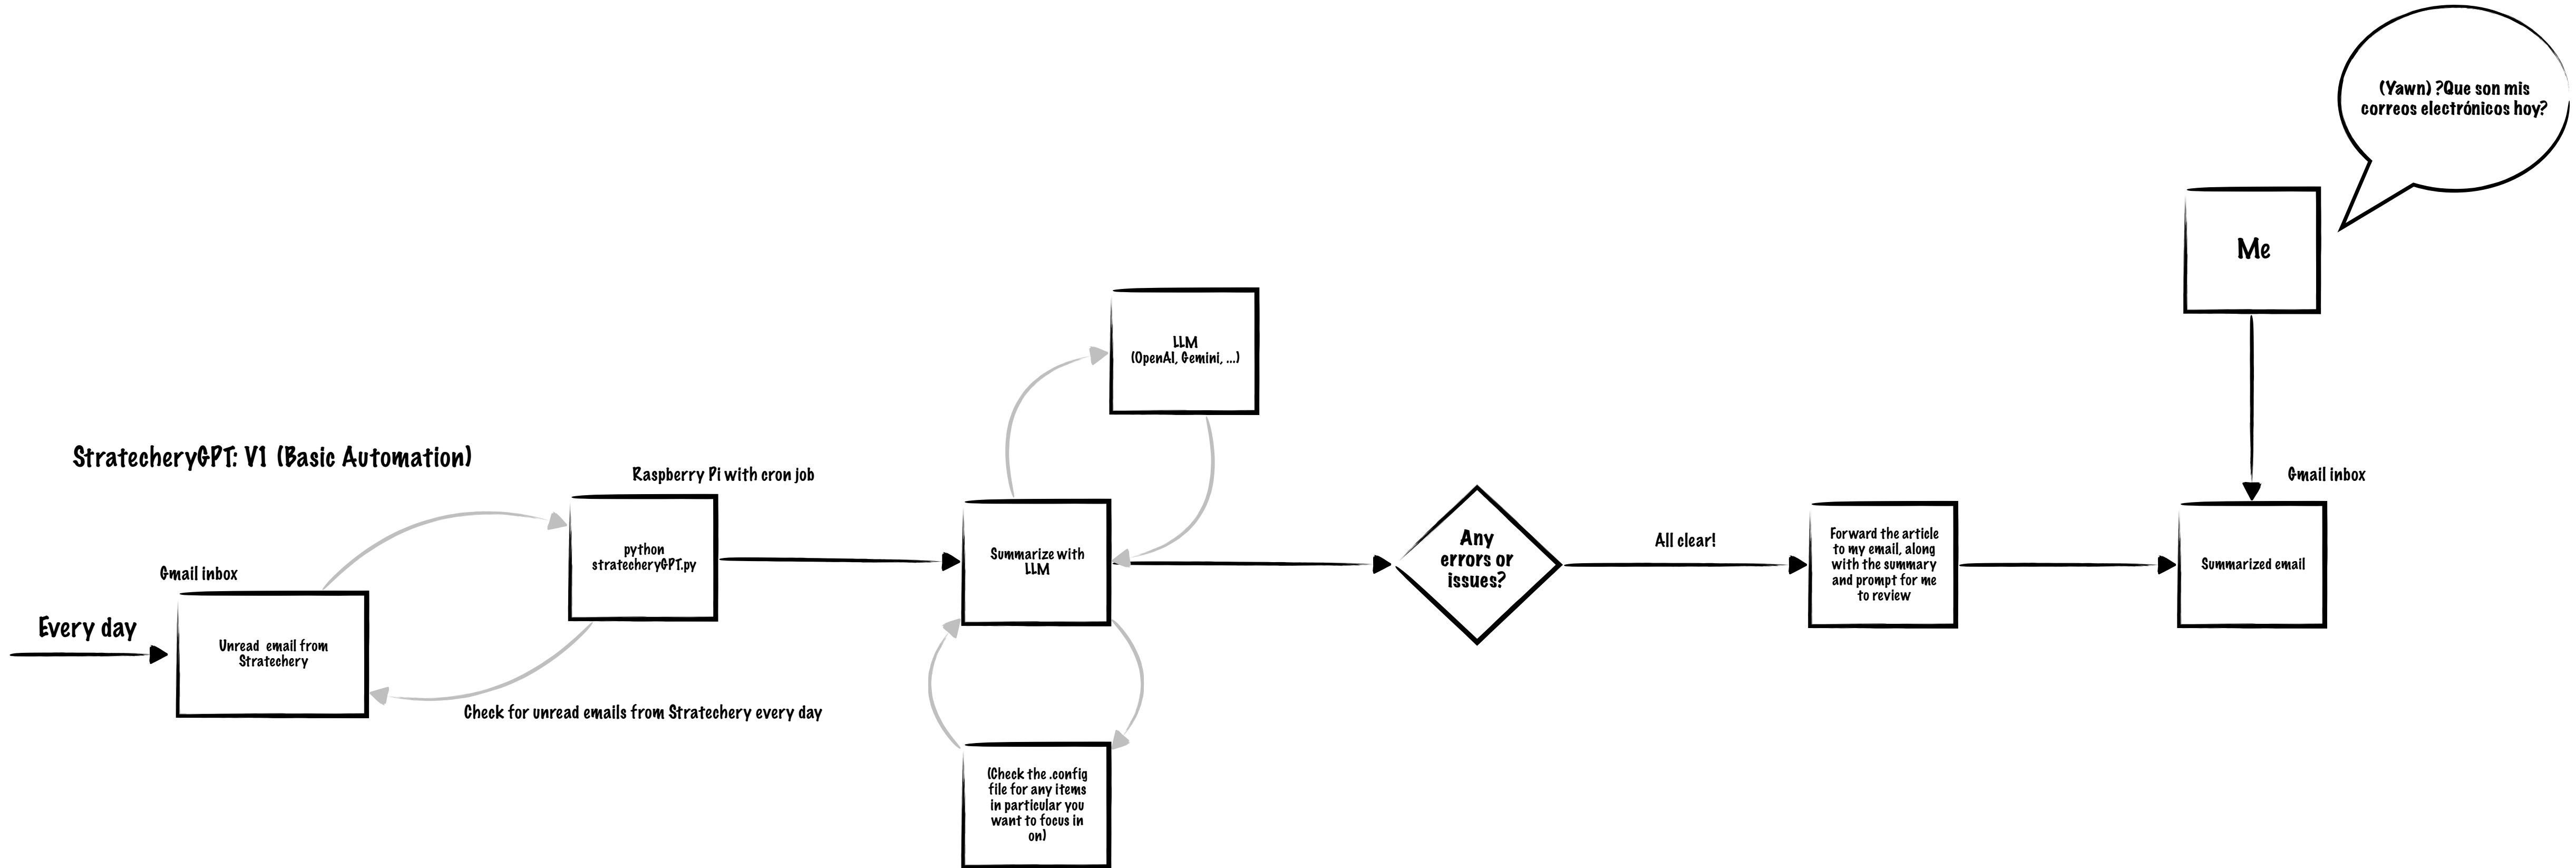 (Yawn) ?Que son mis
correos electrónicos hoy?
Me
LLM
(OpenAI, Gemini, ...)
StratecheryGPT: V1 (Basic Automation)
Raspberry Pi with cron job
Gmail inbox
python
stratecheryGPT.py
Summarize with
LLM
Any
errors or
issues?
All clear!
Forward the article
to my email, along
with the summary
and prompt for me
to review
Summarized email
Gmail inbox
Every day
Unread email from
Stratechery
Check for unread emails from Stratechery every day
(Check the .config
file for any items
in particular you
want to focus in
on)